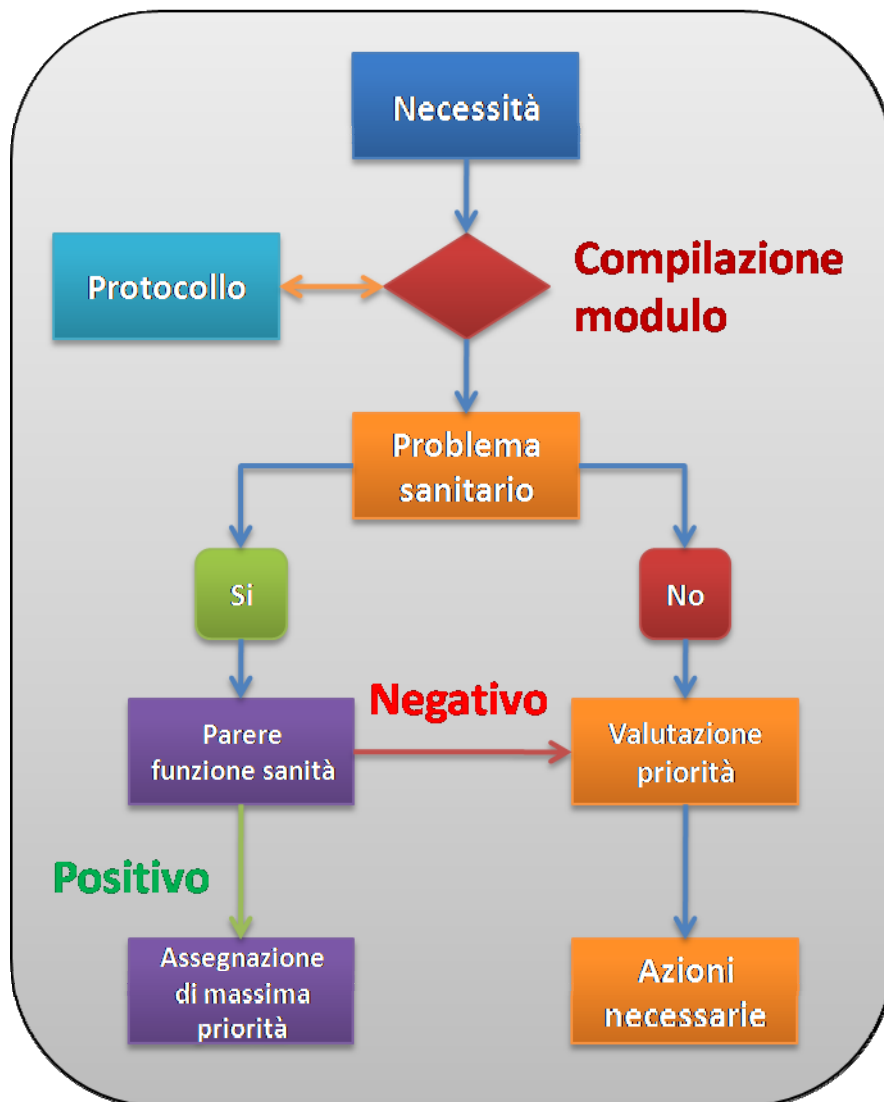 Necessità
Protocollo
Compilazione
modulo
Problema
sanitario
Si
No
Parere
funzione sanità
Negativo
Valutazione
priorità
Positivo
Assegnazione
di massima
priorità
Azioni
necessarie